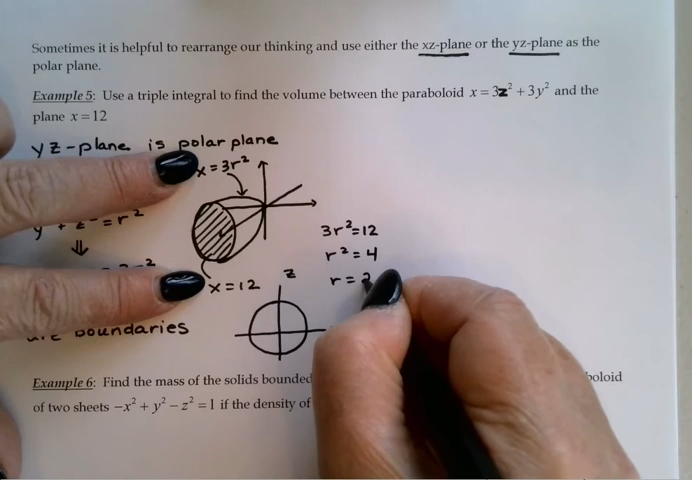 Sometimes it is helpful to rearrange our thinking and use either the xz-plane or the yz-plane as the
polar plane.
Example 5: Use a triple integral to find the volume between the paraboloid x = 3z² + 3y² and the
plane x = 12
yz-plane is polar plane
x = 3r²
= r²
⇓
x = 12
boundaries
z
3r² = 12
r² = 4
r =
Example 6: Find the mass of the solids bounded
of two sheets −x² + y² − z² = 1 if the density of